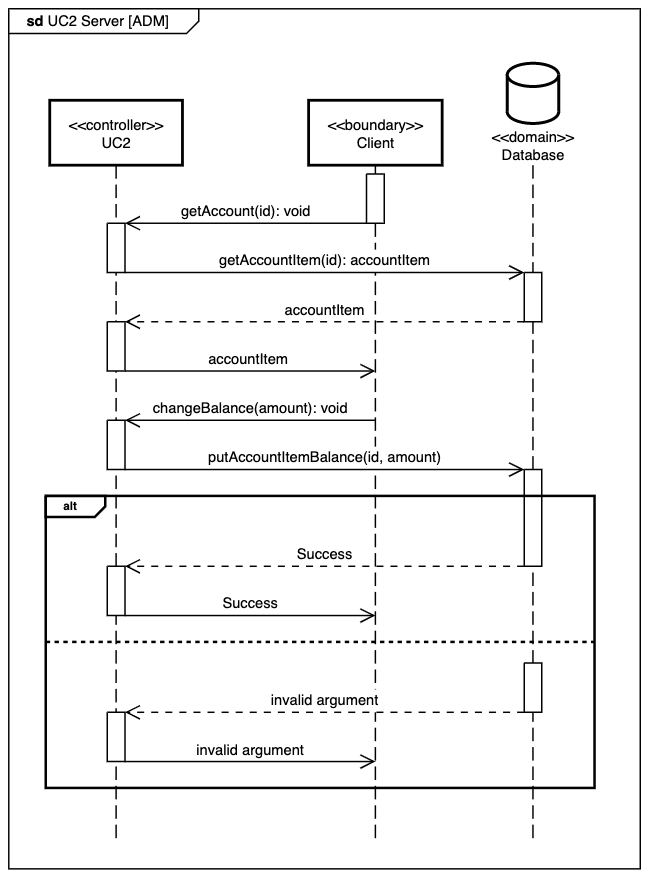 sd UC2 Server [ADM]
<<controller>>
UC2
<<boundary>>
Client
<<domain>>
Database
getAccount(id): void
getAccountItem(id): accountItem
accountItem
accountItem
changeBalance(amount): void
putAccountItemBalance(id, amount)
alt
Success
Success
invalid argument
invalid argument